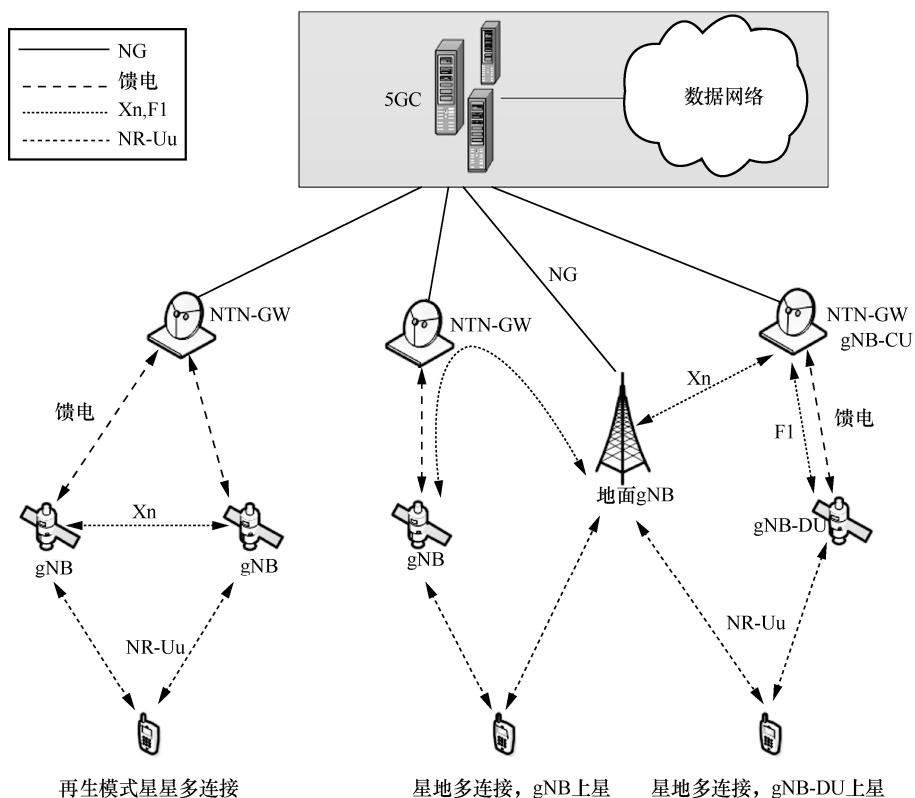 NG
馈电
Xn,F1
NR-Uu
5GC
数据网络
NG
NTN-GW
NTN-GW
NTN-GW
gNB-CU
Xn
馈电
F1
馈电
地面gNB
Xn
gNB-DU
gNB
gNB
gNB
NR-Uu
NR-Uu
再生模式星星多连接
星地多连接，gNB上星
星地多连接，gNB-DU上星